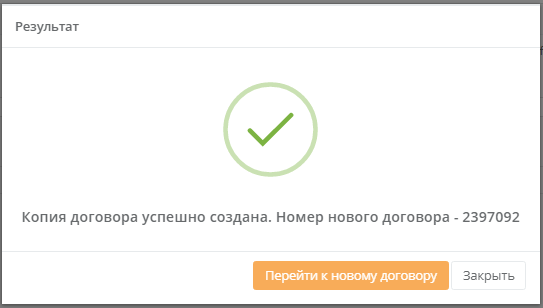 Результат
Копия договора успешно создана. Номер нового договора - 2397092
Перейти к новому договору
Закрыть